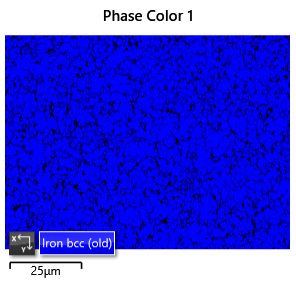 Phase Color 1
X
Y
Iron bcc (old)
25µm